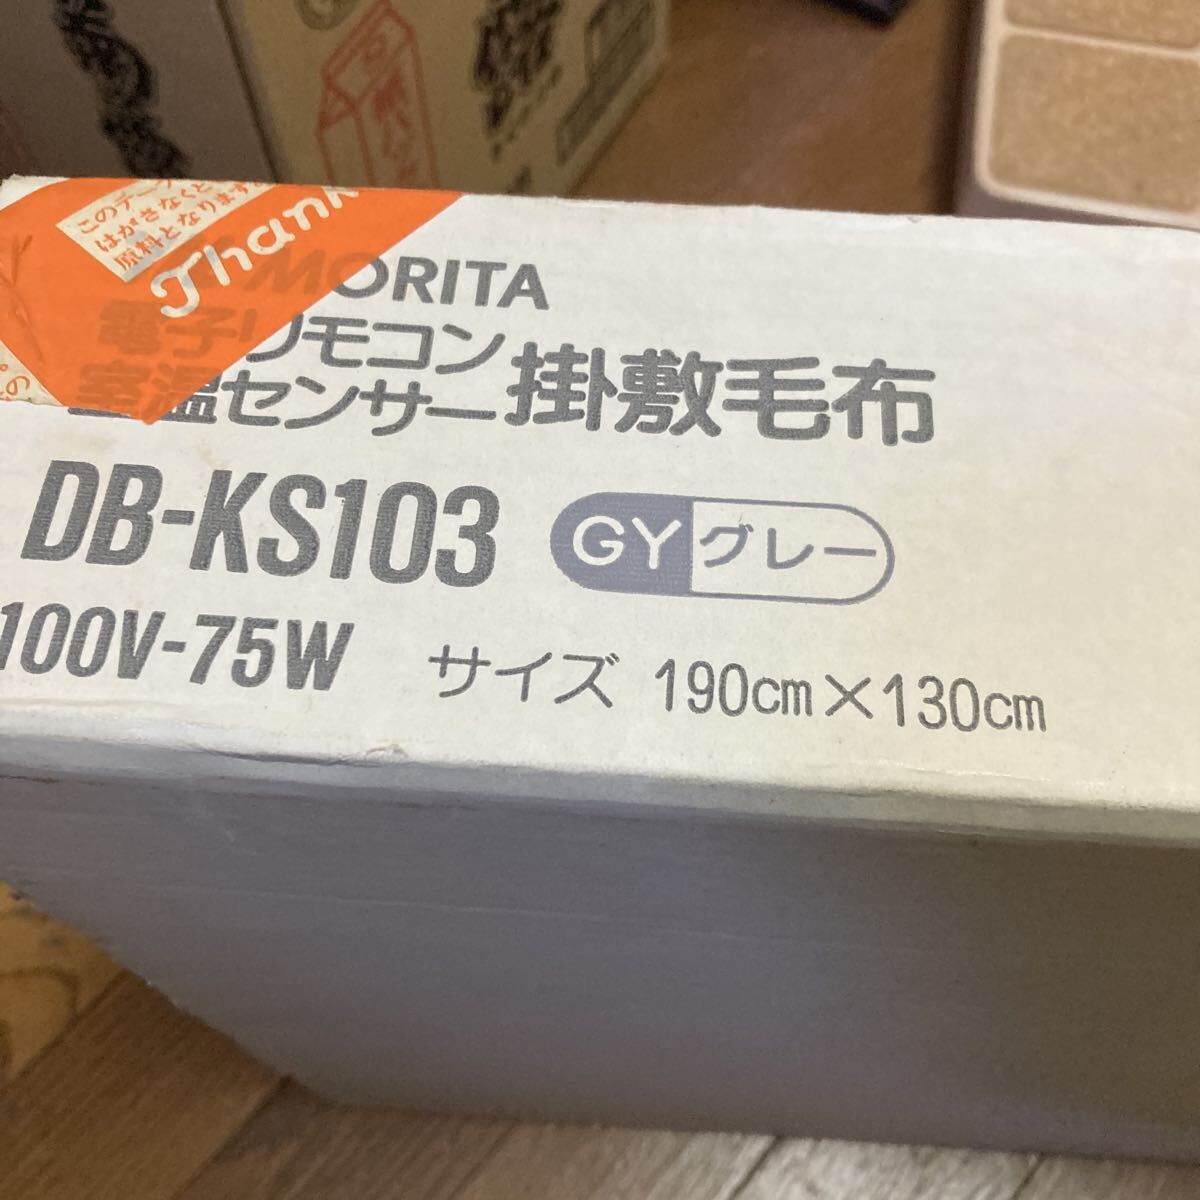 このテープ
はがさなくと
原料となります。
Thank
MORITA
電子リモコン
室温センサー 掛敷毛布
DB-KS103 GY グレー
100V-75W サイズ 190cm×130cm